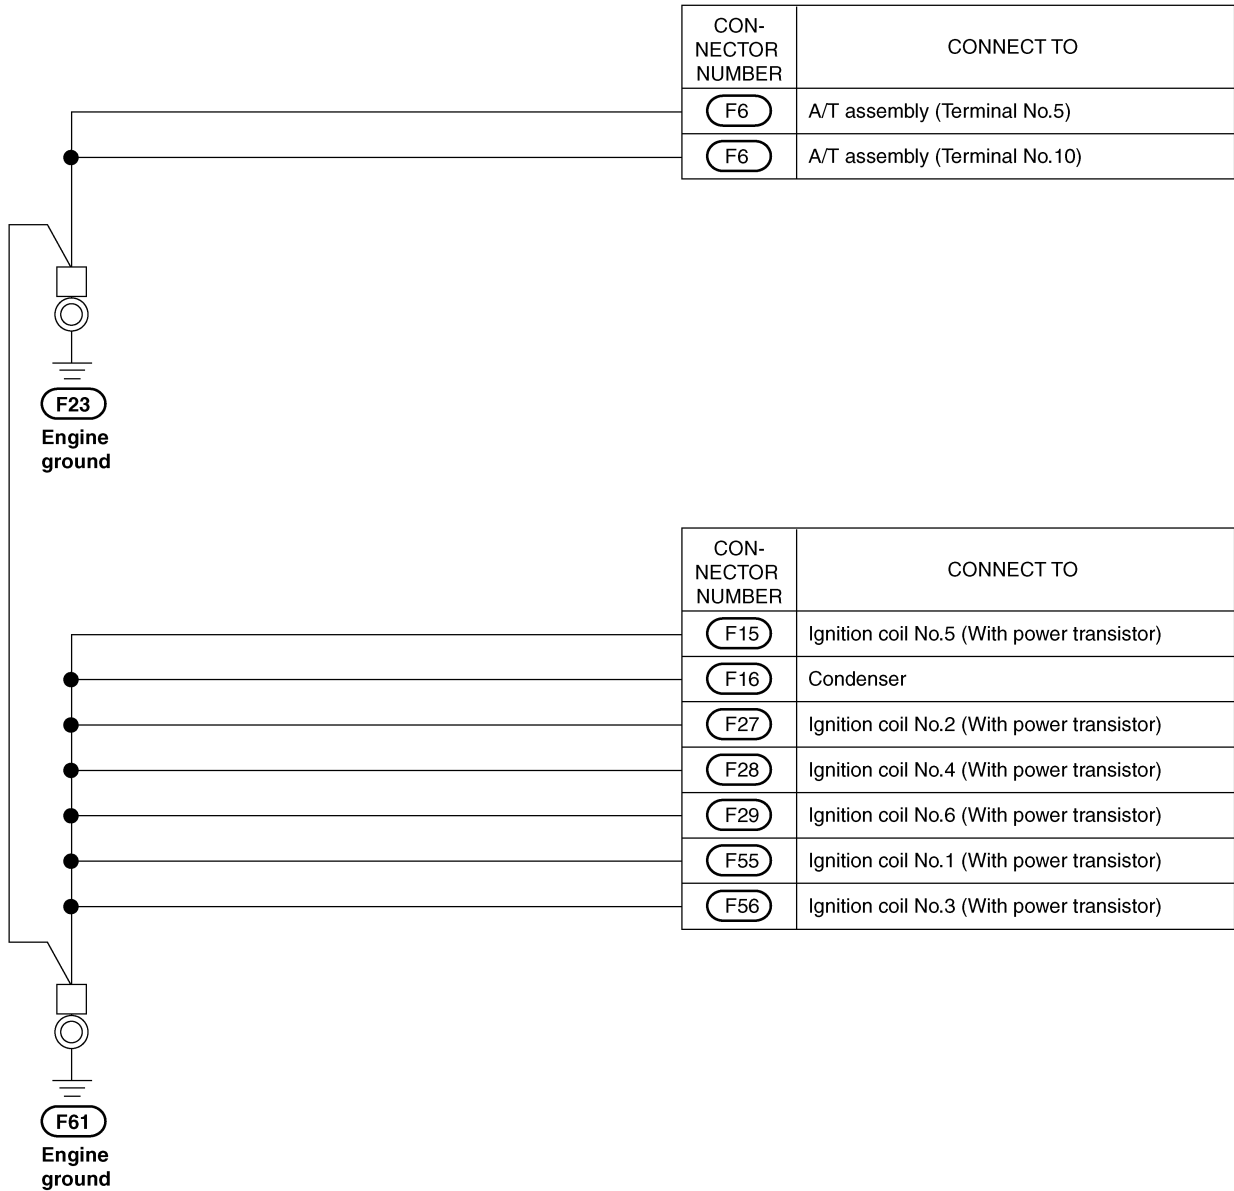 CON-
NECTOR
NUMBER
CONNECT TO
F6 A/T assembly (Terminal No.5)
F6 A/T assembly (Terminal No.10)
F23
Engine
ground
CON-
NECTOR
NUMBER
CONNECT TO
F15 Ignition coil No.5 (With power transistor)
F16 Condenser
F27 Ignition coil No.2 (With power transistor)
F28 Ignition coil No.4 (With power transistor)
F29 Ignition coil No.6 (With power transistor)
F55 Ignition coil No.1 (With power transistor)
F56 Ignition coil No.3 (With power transistor)
F61
Engine
ground